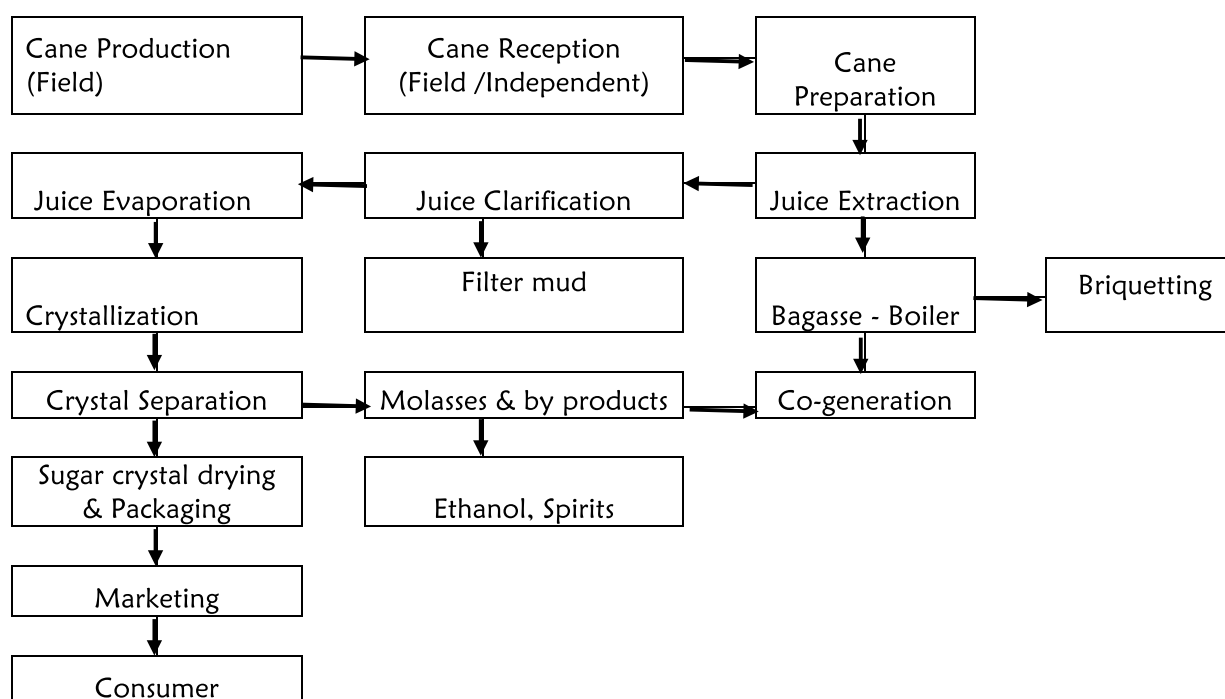 Cane Production
(Field)
Cane Reception
(Field /Independent)
Cane
Preparation
Juice Evaporation
Juice Clarification
Juice Extraction
Crystallization
Filter mud
Bagasse - Boiler
Briquetting
Crystal Separation
Molasses & by products
Co-generation
Sugar crystal drying
& Packaging
Ethanol, Spirits
Marketing
Consumer